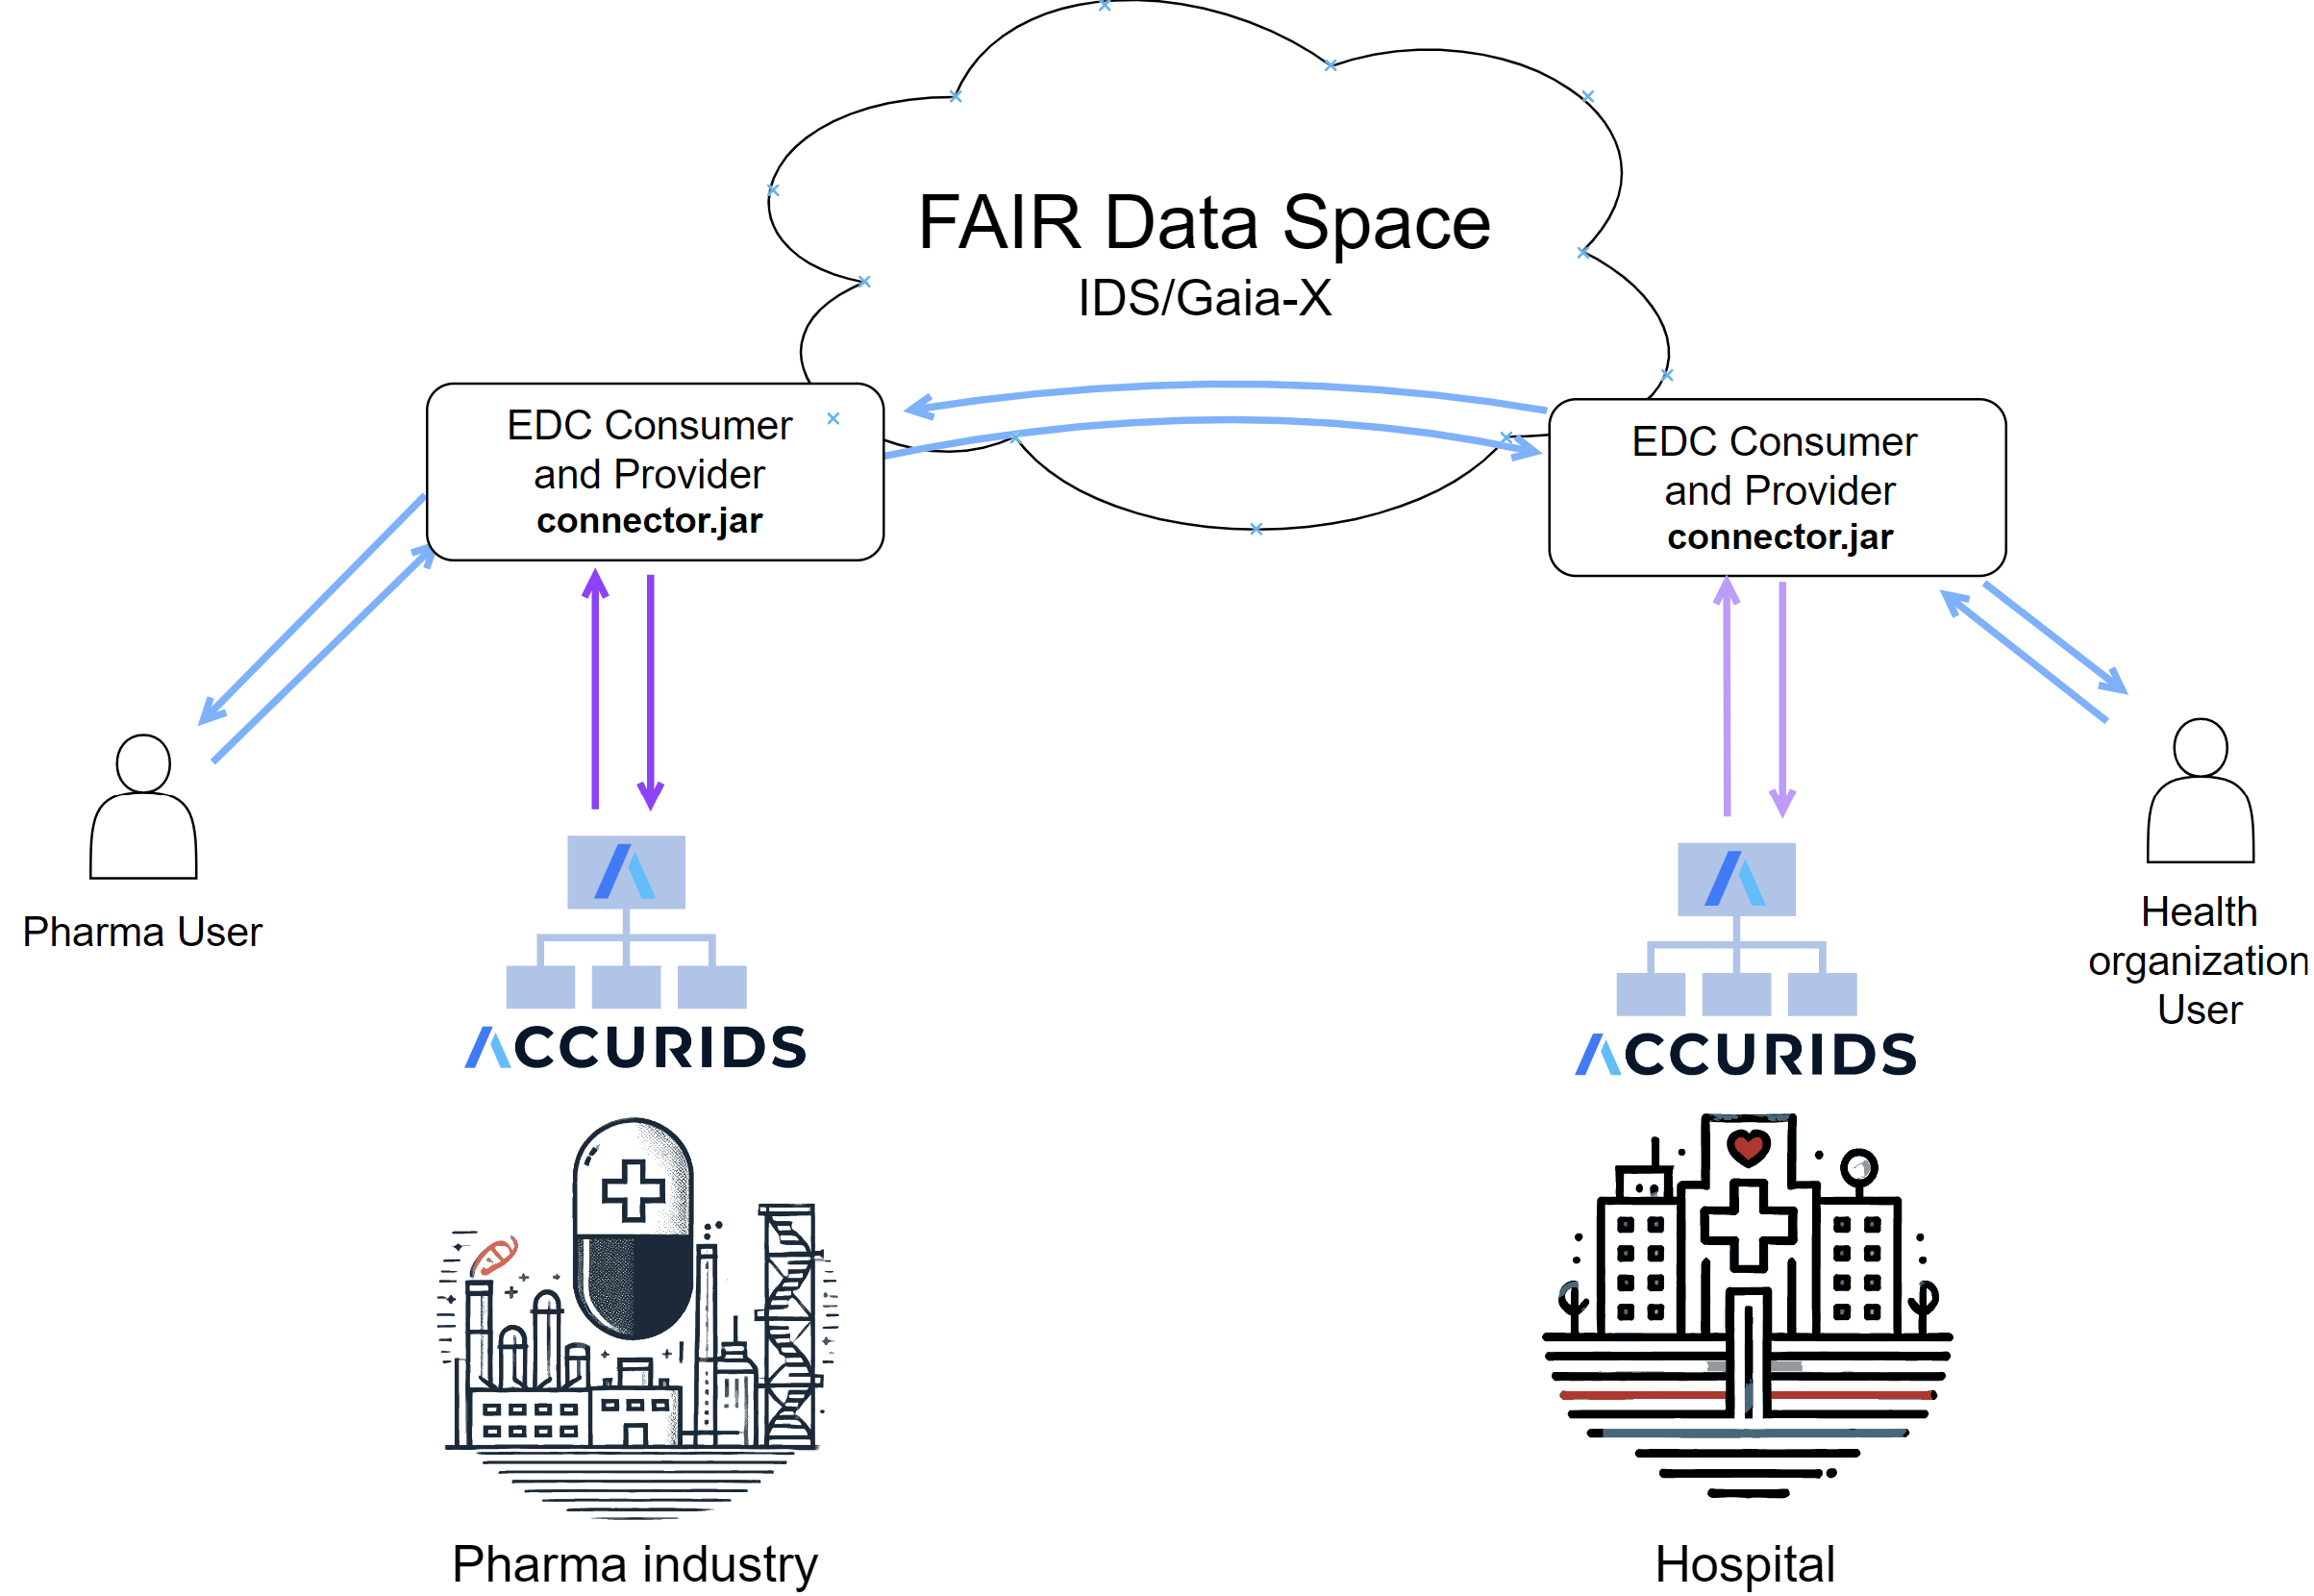 FAIR Data Space
IDS/Gaia-X
EDC Consumer
and Provider
connector.jar
EDC Consumer
and Provider
connector.jar
Pharma User
Health
organization
User
ACCURIDS
ACCURIDS
Pharma industry
Hospital